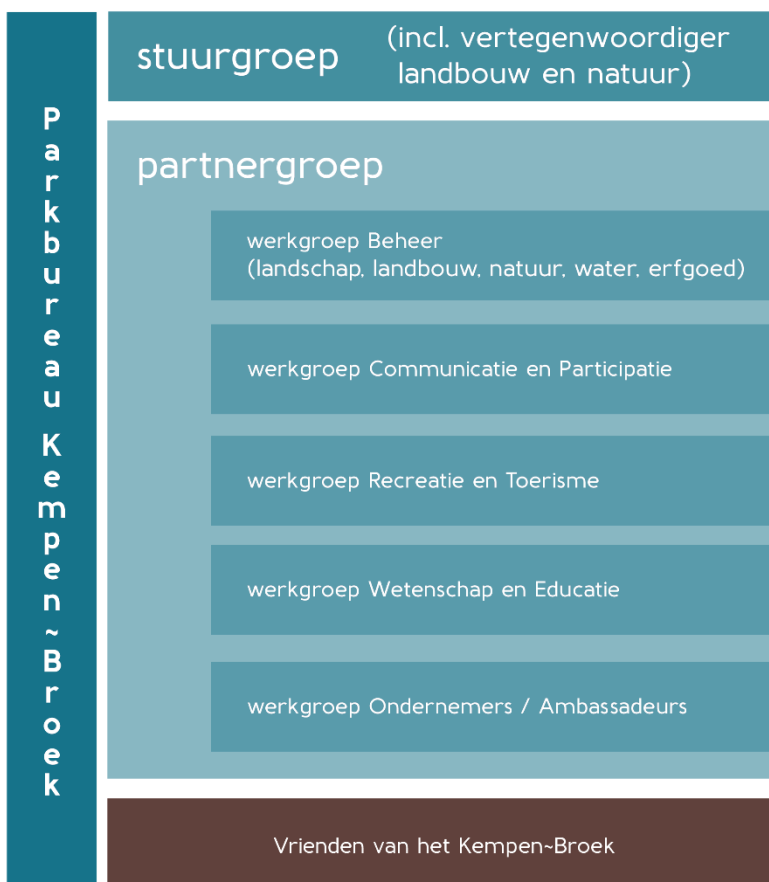 Parkbureau Kempen~Broek
stuurgroep
(incl. vertegenwoordiger
landbouw en natuur)
partnergroep
werkgroep Beheer
(landschap, landbouw, natuur, water, erfgoed)
werkgroep Communicatie en Participatie
werkgroep Recreatie en Toerisme
werkgroep Wetenschap en Educatie
werkgroep Ondernemers / Ambassadeurs
Vrienden van het Kempen~Broek